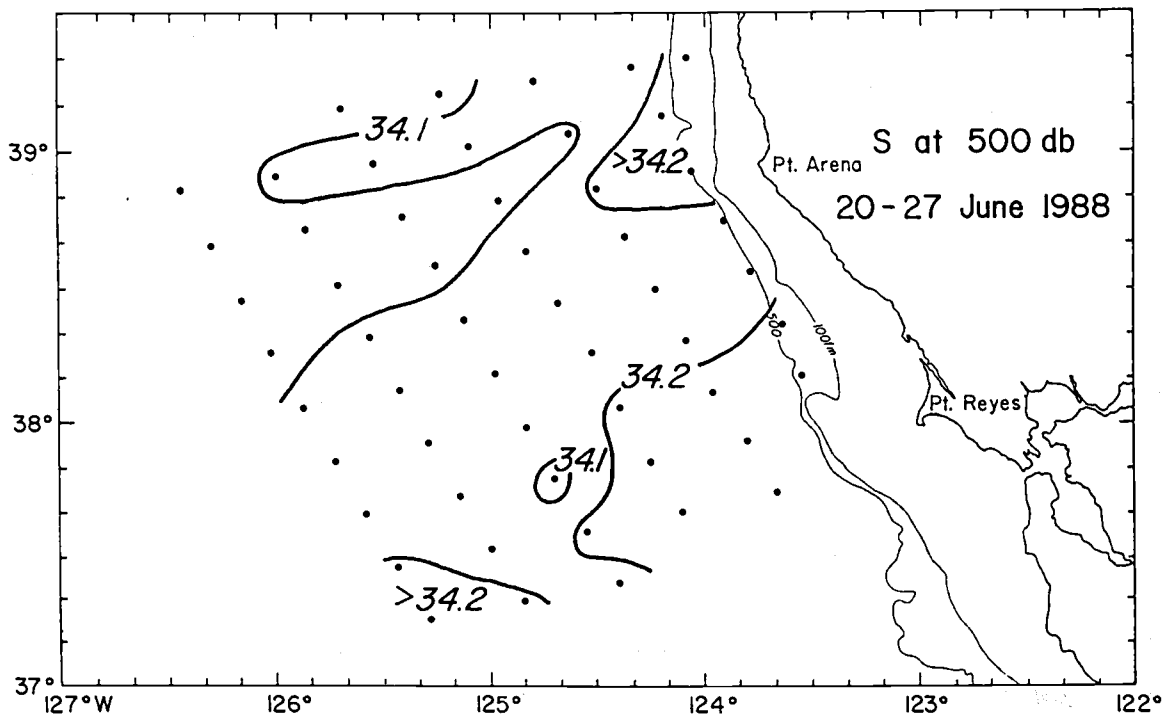 34.1
39°
>34.2
S at 500 db
Pt. Arena
20-27 June 1988
500
100fm
34.2
38°
Pt. Reyes
34.1
>34.2
37°
127°W
126°
125°
124°
123°
122°